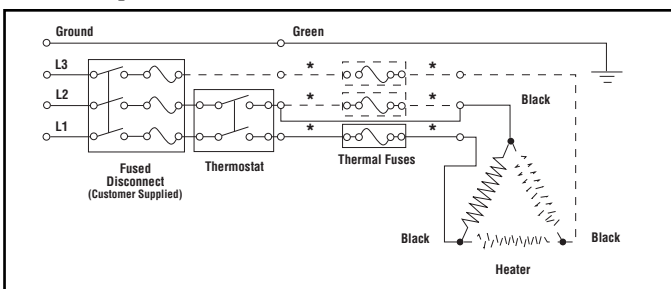 Ground
Green
L3
*
*
L2
*
*
Black
L1
*
*
Fused
Disconnect
(Customer Supplied)
Thermostat
Thermal Fuses
Black
Black
Heater